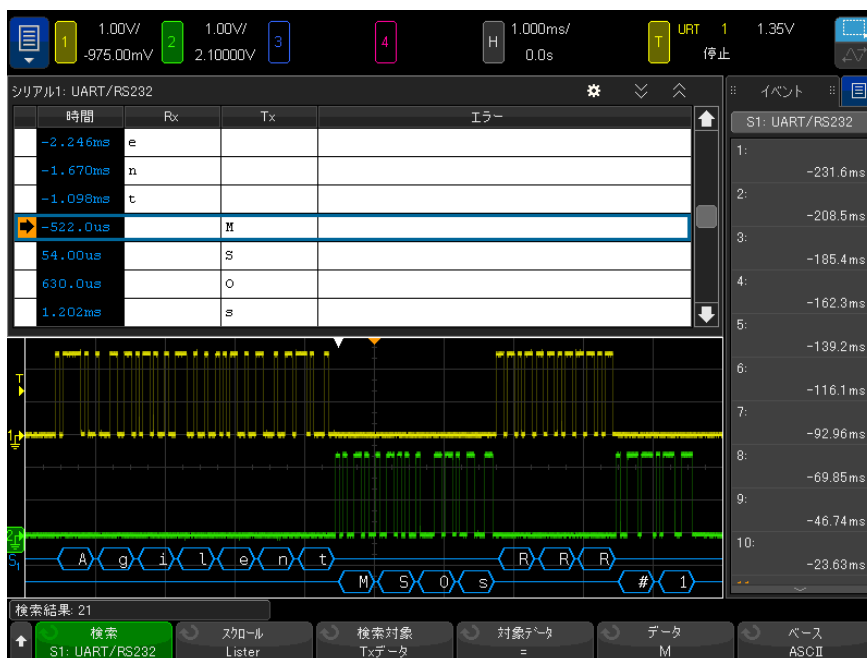 1 1.00V/ -975.00mV
2 1.00V/ 2.10000V
3
4
H 1.000ms/ 0.0s
T URT 1 1.35V
停止
シリアル1: UART/RS232
時間 Rx Tx エラー
-2.246ms e
-1.670ms n
-1.098ms t
-522.0us M
54.00us S
630.0us O
1.202ms s
イベント
S1: UART/RS232
1:
-231.6ms
2:
-208.5ms
3:
-185.4ms
4:
-162.3ms
5:
-139.2ms
6:
-116.1ms
7:
-92.96ms
8:
-69.85ms
9:
-46.74ms
10:
-23.63ms
T
1
2
S1
A g i l e n t R R R
M S O s # 1
検索結果: 21
検索 スクロール 検索対象 対象データ データ ベース
S1: UART/RS232 Lister Txデータ = M ASCII